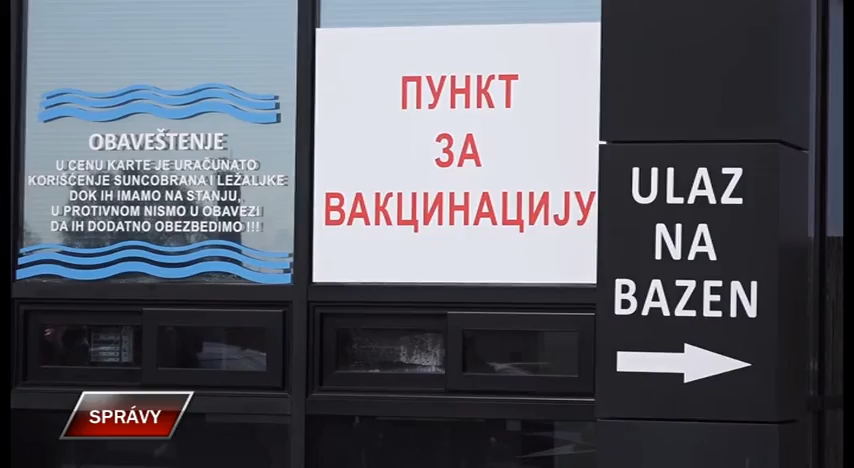 OBAVEŠTENJE
U CENU KARTE JE URAČUNATO
KORIŠĆENJE SUNCOBRANA I LEŽALJKE
DOK IH IMAMO NA STANJU,
U PROTIVNOM NISMO U OBAVEZI
DA IH DODATNO OBEZBEDIMO !!!
ПУНКТ
ЗА
ВАКЦИНАЦИЈУ
ULAZ
NA
BAZEN
SPRÁVY